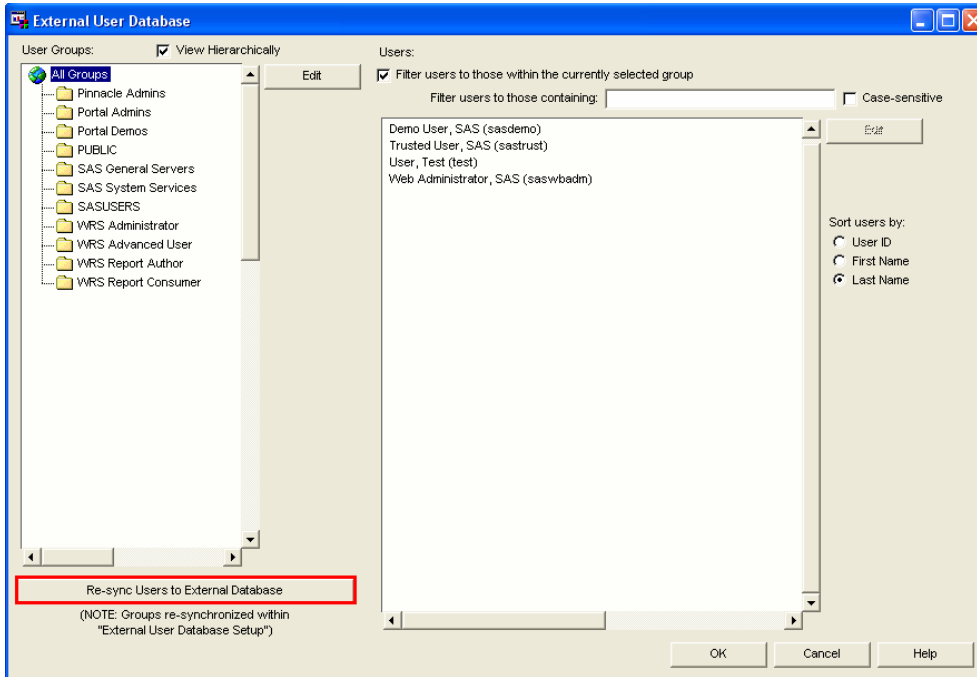 External User Database
User Groups:
View Hierarchically
All Groups
Pinnacle Admins
Portal Admins
Portal Demos
PUBLIC
SAS General Servers
SAS System Services
SASUSERS
WRS Administrator
WRS Advanced User
WRS Report Author
WRS Report Consumer
Edit
Re-sync Users to External Database
(NOTE: Groups re-synchronized within
"External User Database Setup")
Users:
Filter users to those within the currently selected group
Filter users to those containing:
Case-sensitive
Demo User, SAS (sasdemo)
Trusted User, SAS (sastrust)
User, Test (test)
Web Administrator, SAS (saswbadm)
Edit
Sort users by:
User ID
First Name
Last Name
OK
Cancel
Help